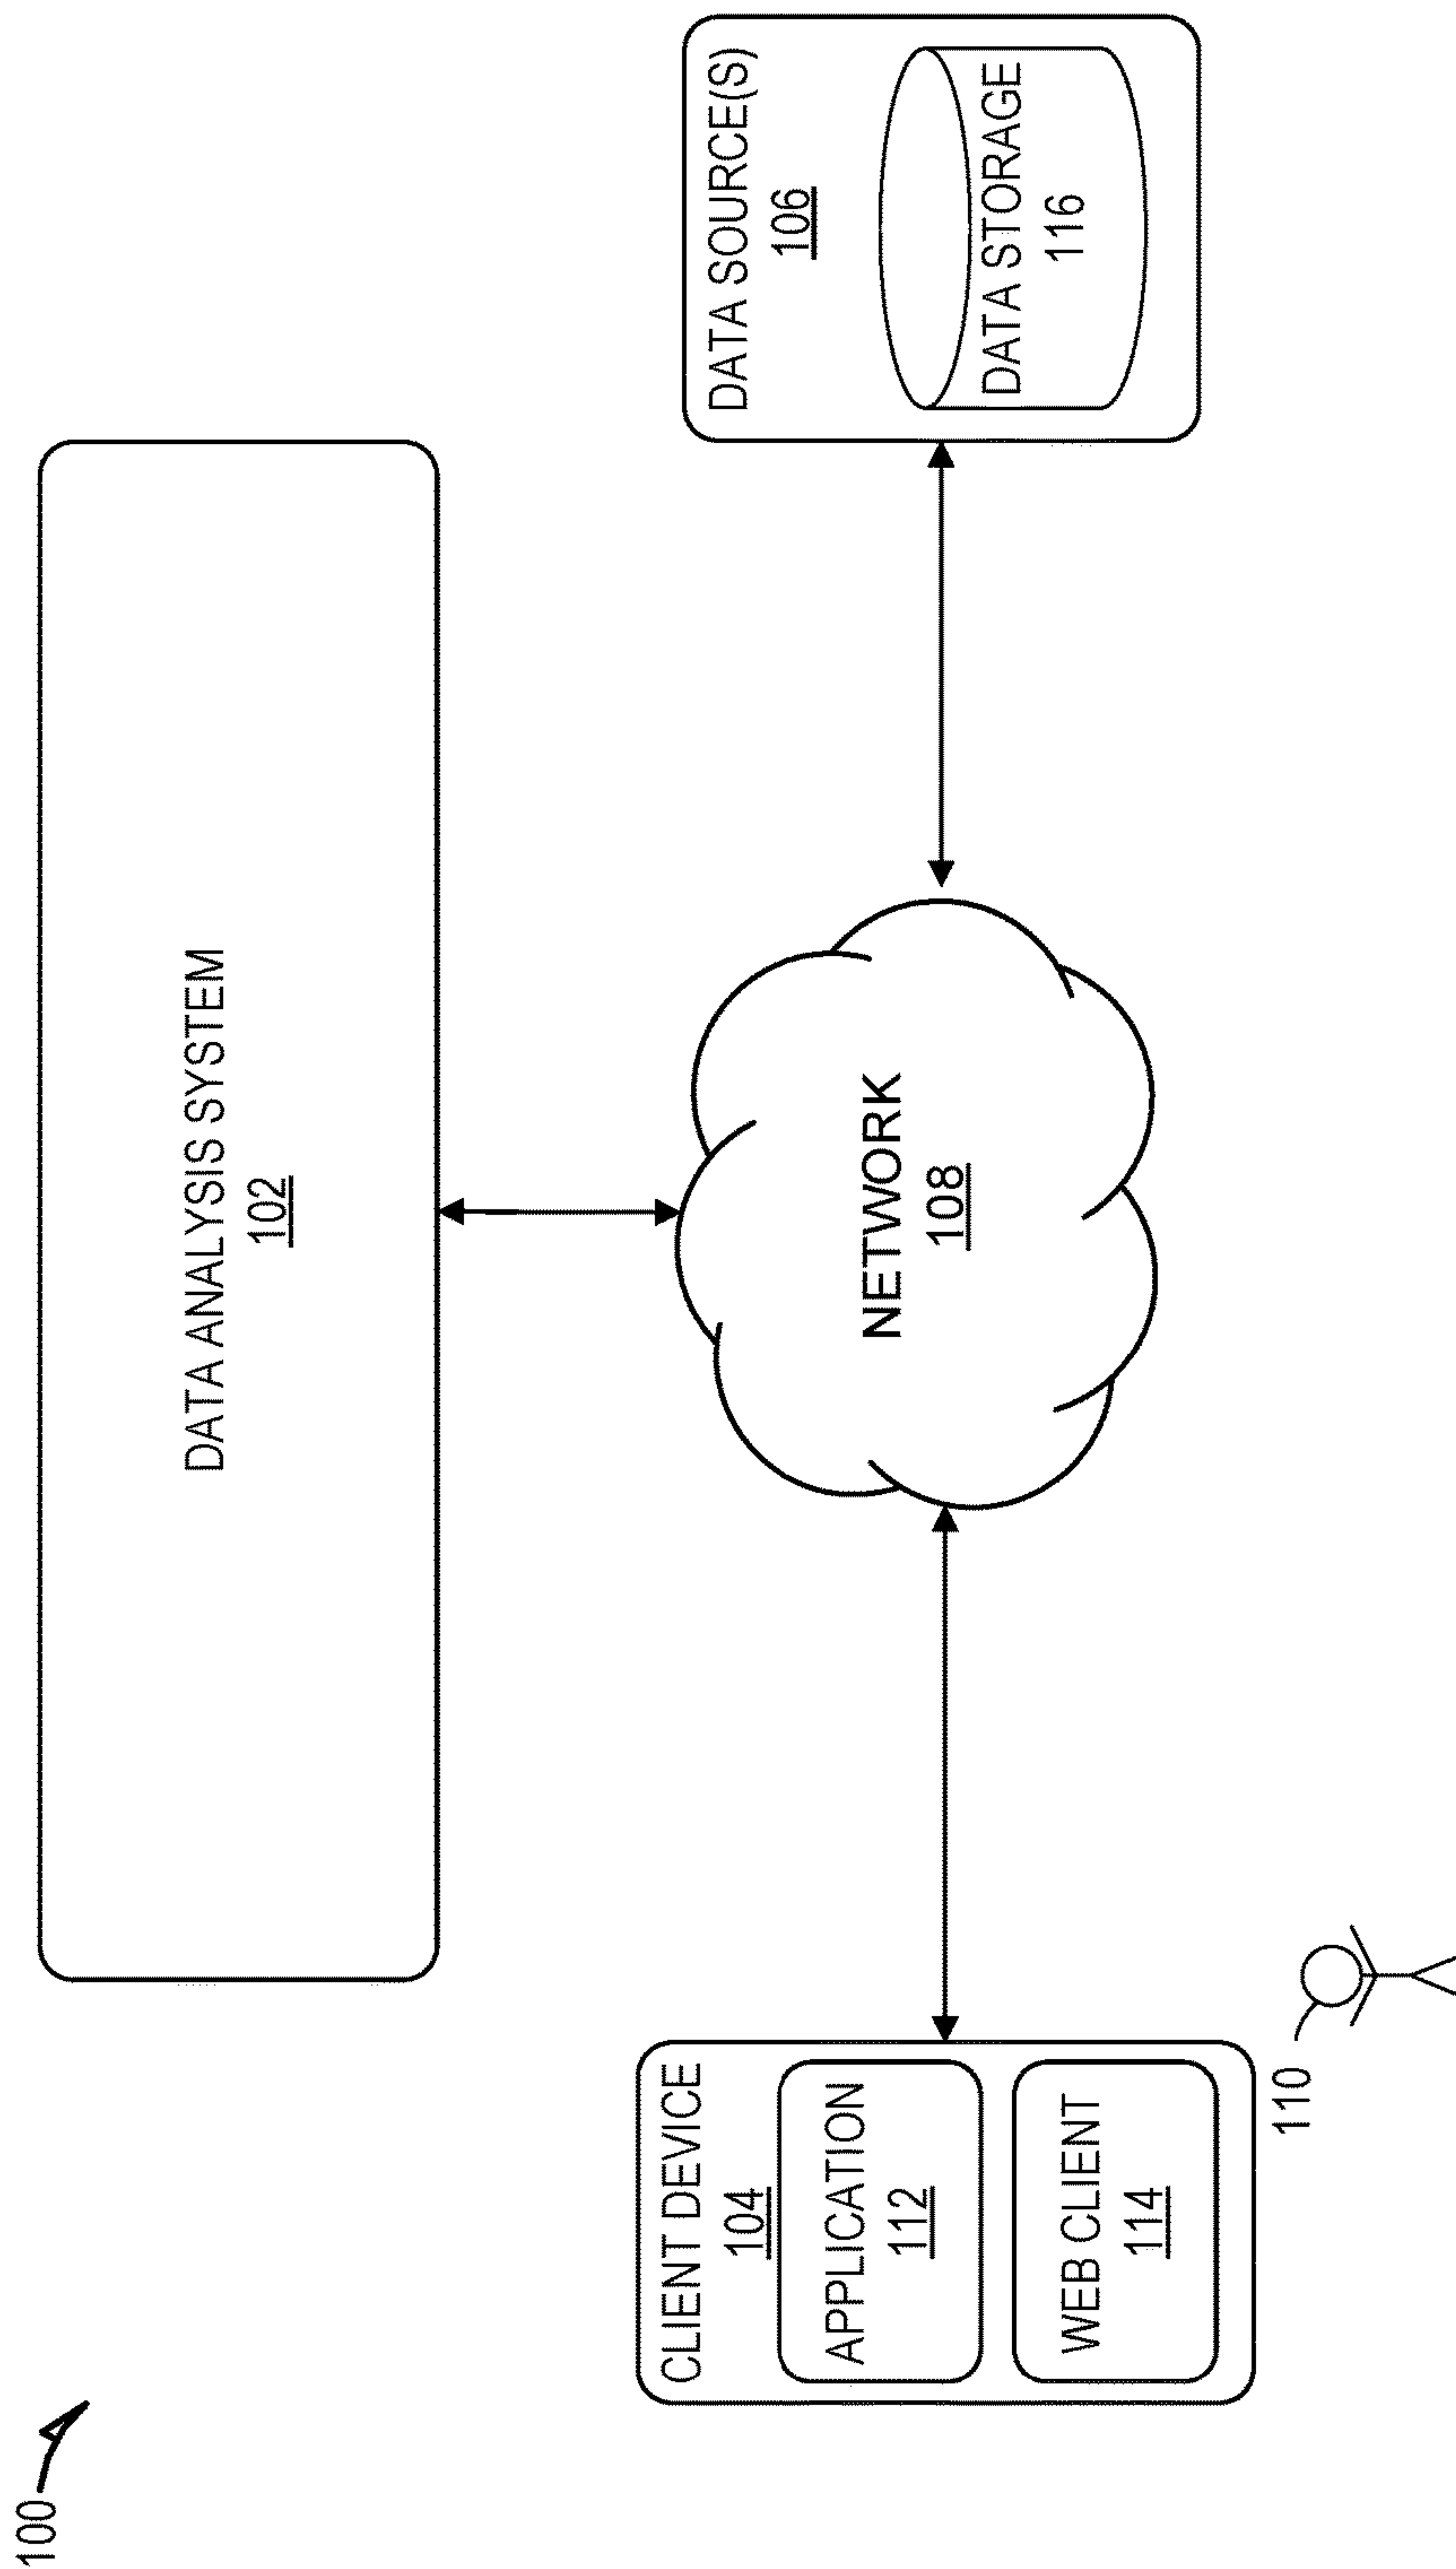 100
DATA ANALYSIS SYSTEM
102
CLIENT DEVICE
104
APPLICATION
112
WEB CLIENT
114
110
NETWORK
108
DATA SOURCE(S)
106
DATA STORAGE
116